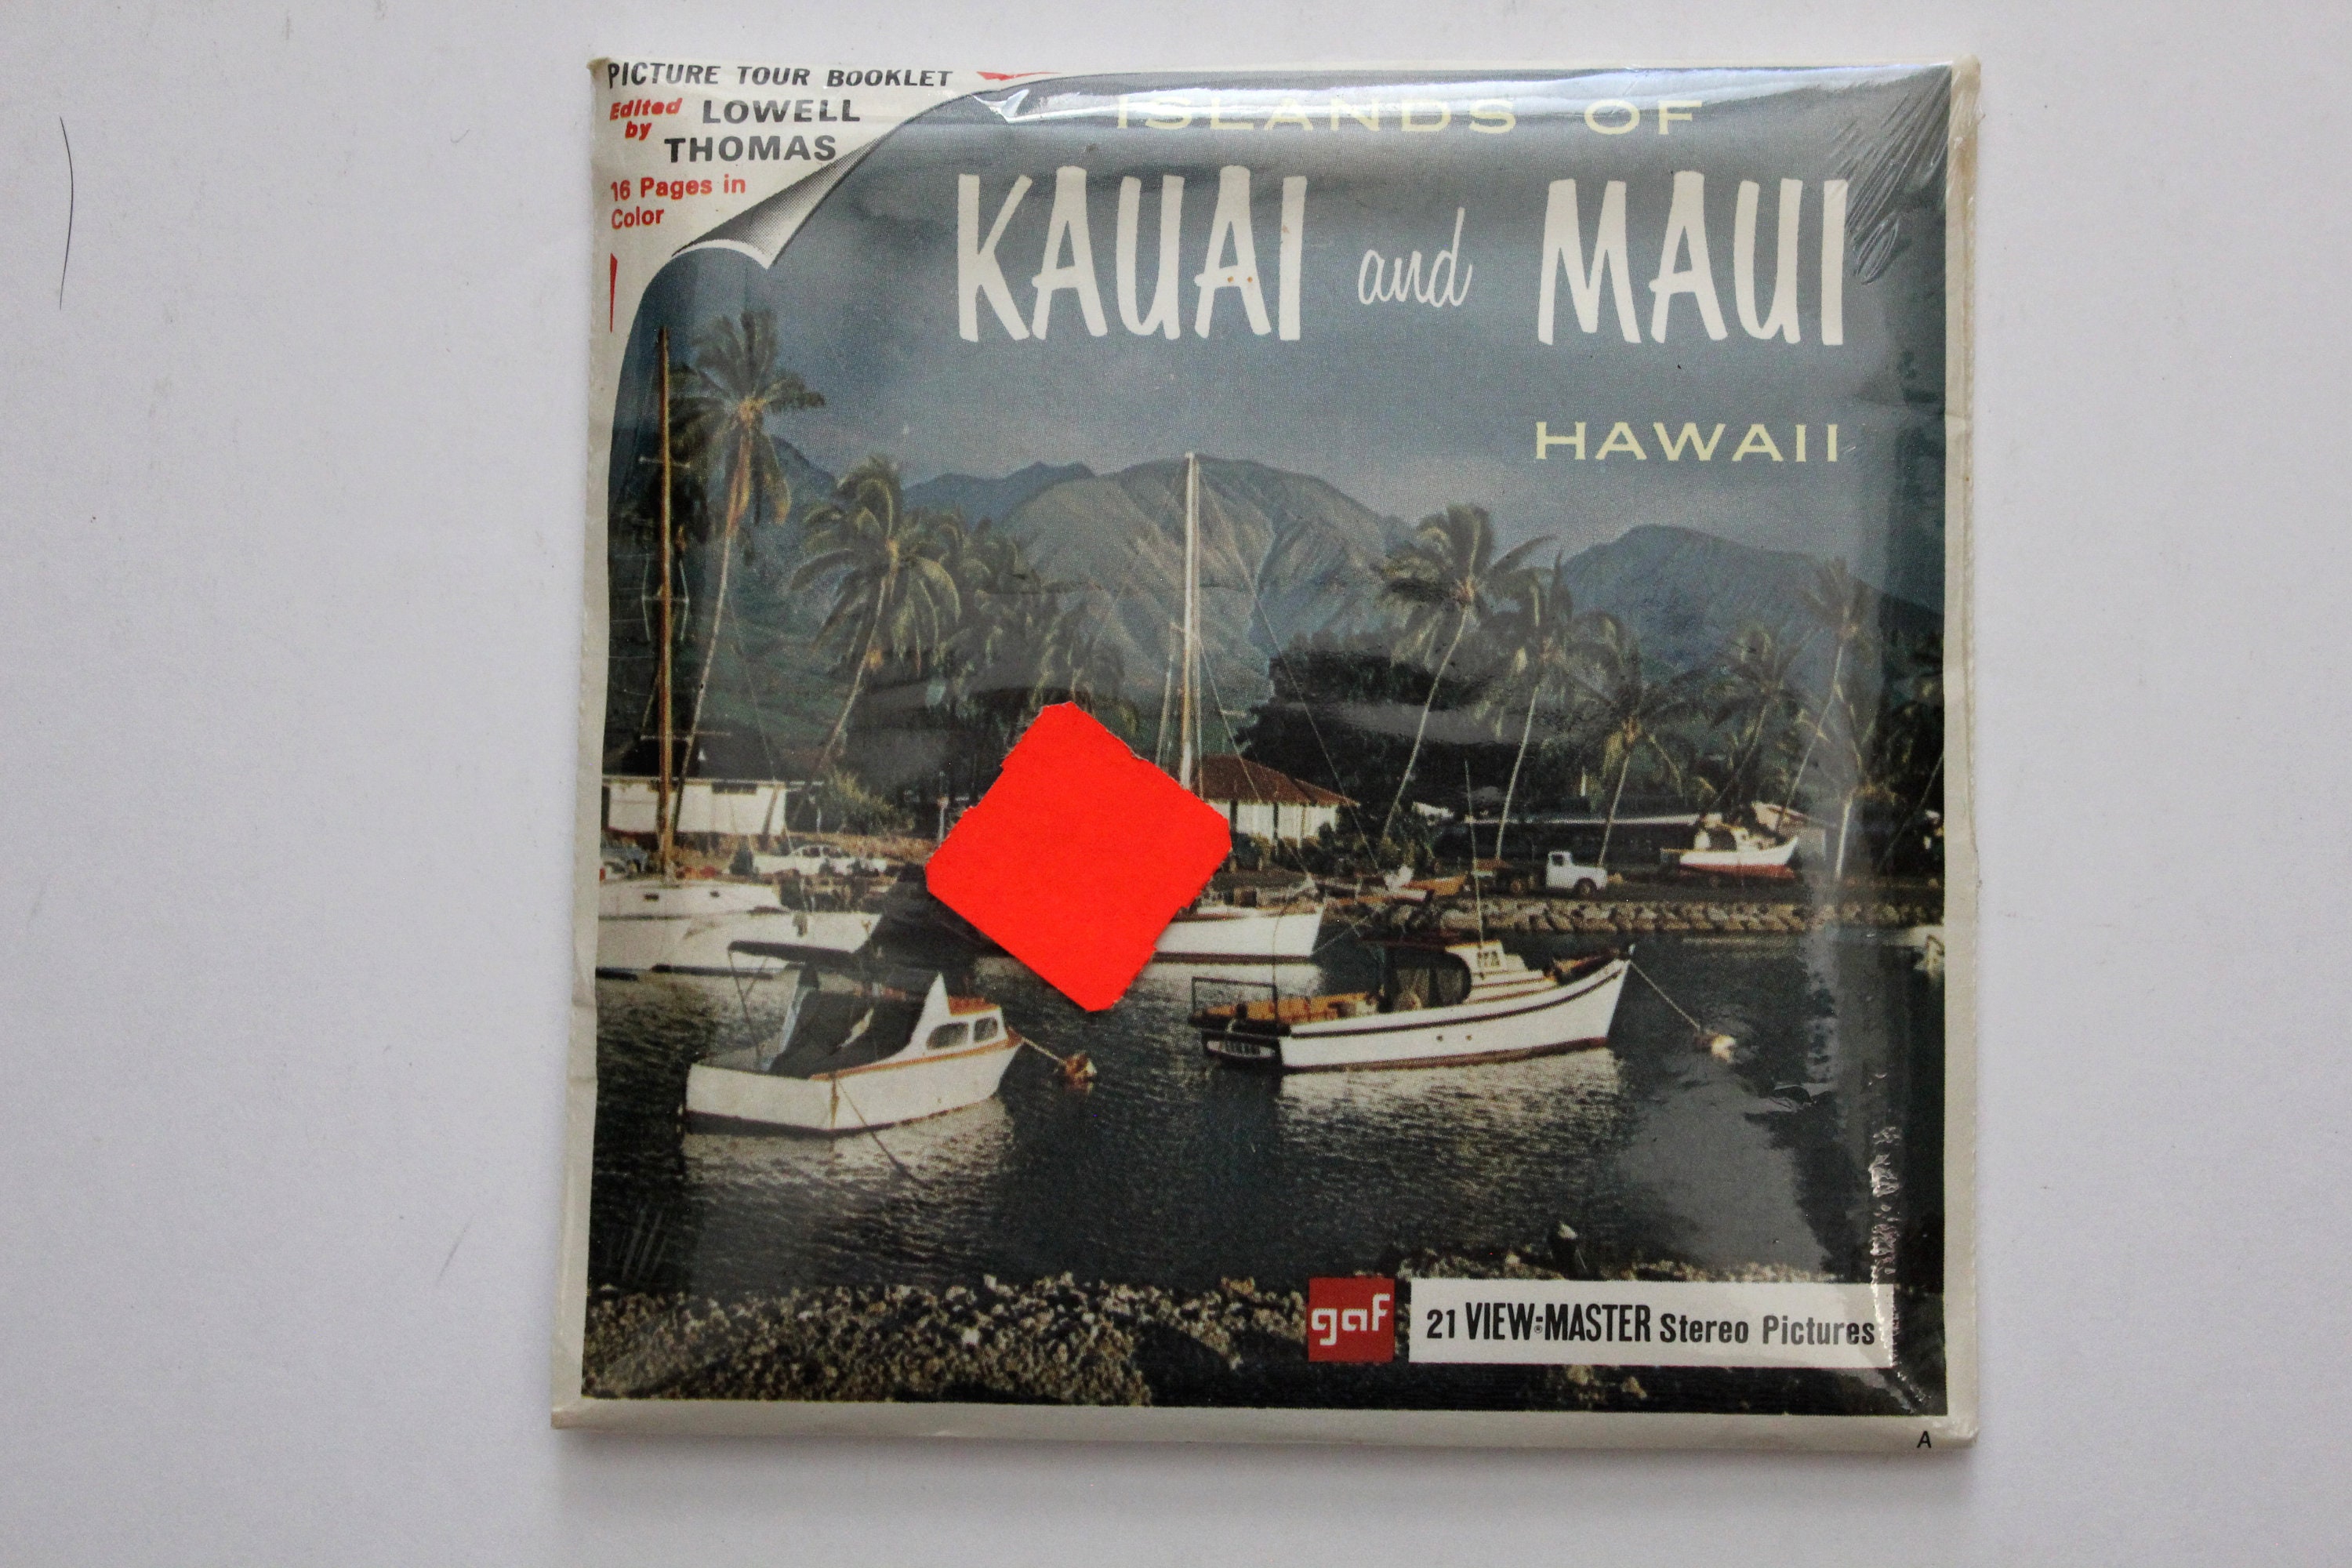 PICTURE TOUR BOOKLET
Edited by LOWELL THOMAS
16 Pages in
Color
ISLANDS OF
KAUAI and MAUI
HAWAII
gaf
21 VIEW-MASTER Stereo Pictures
A